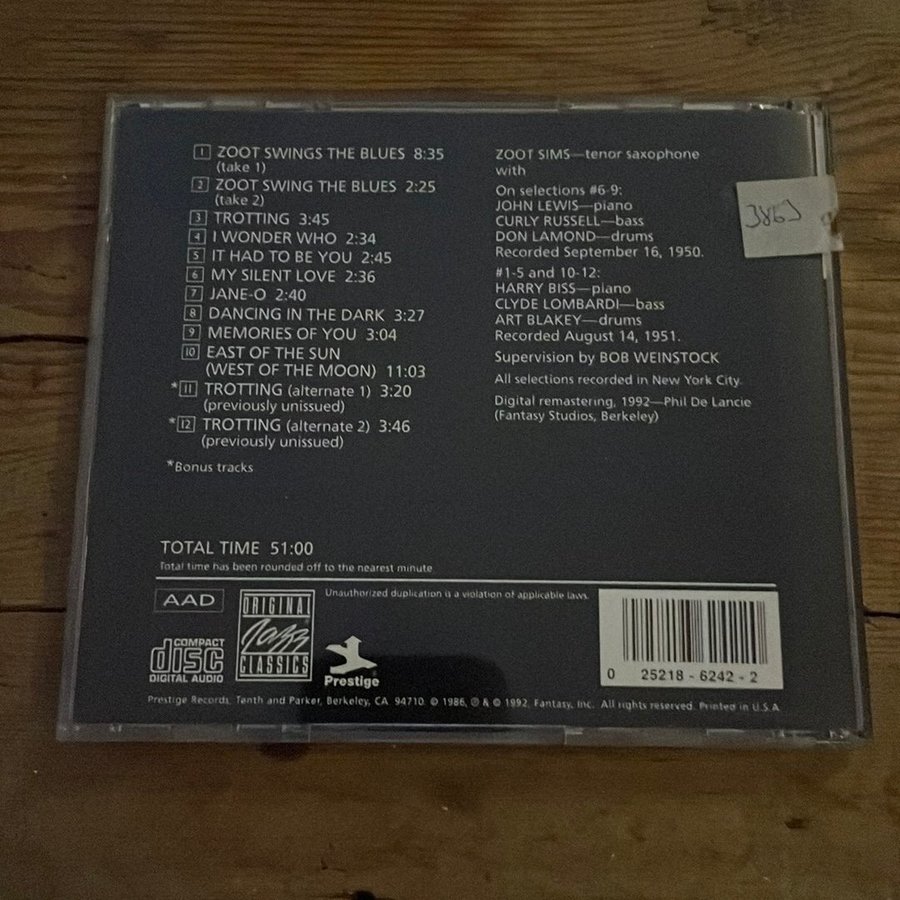 1 ZOOT SWINGS THE BLUES 8:35
(take 1)
2 ZOOT SWING THE BLUES 2:25
(take 2)
3 TROTTING 3:45
4 I WONDER WHO 2:34
5 IT HAD TO BE YOU 2:45
6 MY SILENT LOVE 2:36
7 JANE-O 2:40
8 DANCING IN THE DARK 3:27
9 MEMORIES OF YOU 3:04
10 EAST OF THE SUN
(WEST OF THE MOON) 11:03
*11 TROTTING (alternate 1) 3:20
(previously unissued)
*12 TROTTING (alternate 2) 3:46
(previously unissued)
*Bonus tracks
ZOOT SIMS—tenor saxophone
with
On selections #6-9:
JOHN LEWIS—piano
CURLY RUSSELL—bass
DON LAMOND—drums
Recorded September 16, 1950.
#1-5 and 10-12:
HARRY BISS—piano
CLYDE LOMBARDI—bass
ART BLAKEY—drums
Recorded August 14, 1951.
Supervision by BOB WEINSTOCK
All selections recorded in New York City.
Digital remastering, 1992—Phil De Lancie
(Fantasy Studios, Berkeley)
3869
TOTAL TIME 51:00
Total time has been rounded off to the nearest minute.
AAD
ORIGINAL
Jazz
CLASSICS
Unauthorized duplication is a violation of applicable laws.
COMPACT
disc
DIGITAL AUDIO
Prestige
0 25218 - 6242 - 2
Prestige Records, Tenth and Parker, Berkeley, CA 94710. © 1986, ℗ & © 1992, Fantasy, Inc. All rights reserved. Printed in U.S.A.